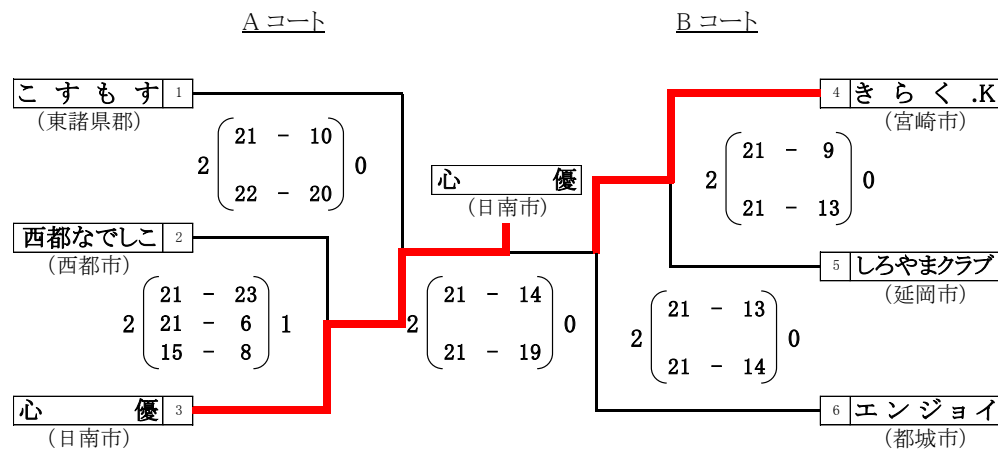 Aコート
Bコート
こすもす 1
(東諸県郡)
4 きらく.K
(宮崎市)
2 21 - 10 0
22 - 20
2 21 - 9 0
21 - 13
心優
(日南市)
西都なでしこ 2
(西都市)
5 しろやまクラブ
(延岡市)
21 - 23
2 21 - 6 1
15 - 8
2 21 - 14 0
21 - 19
2 21 - 13 0
21 - 14
心優 3
(日南市)
6 エンジョイ
(都城市)